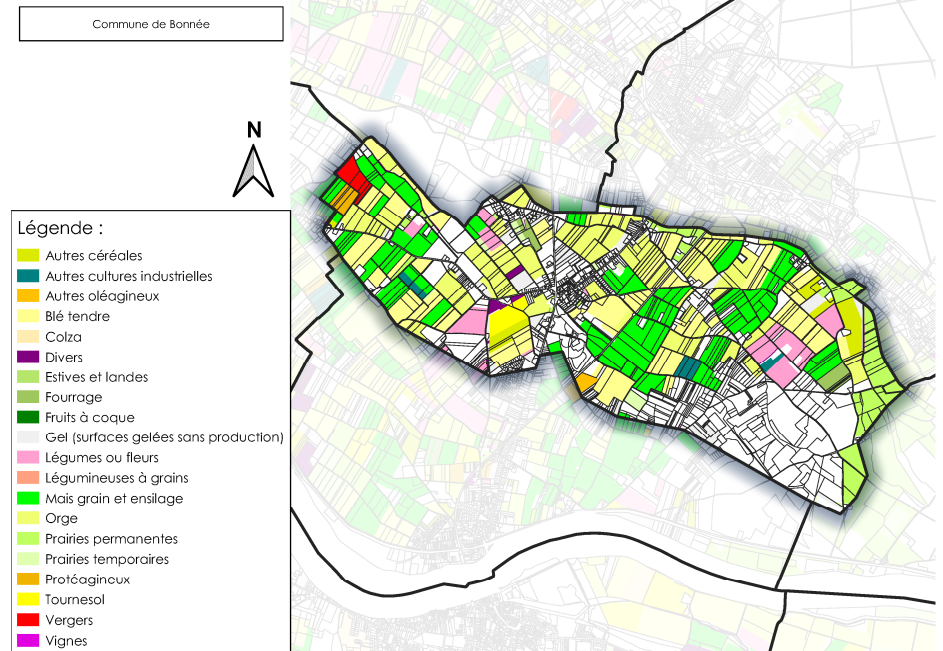 Commune de Bonnée
N
Légende :
Autres céréales
Autres cultures industrielles
Autres oléagineux
Blé tendre
Colza
Divers
Estives et landes
Fourrage
Fruits à coque
Gel (surfaces gelées sans production)
Légumes ou fleurs
Légumineuses à grains
Mais grain et ensilage
Orge
Prairies permanentes
Prairies temporaires
Protéagineux
Tournesol
Vergers
Vignes